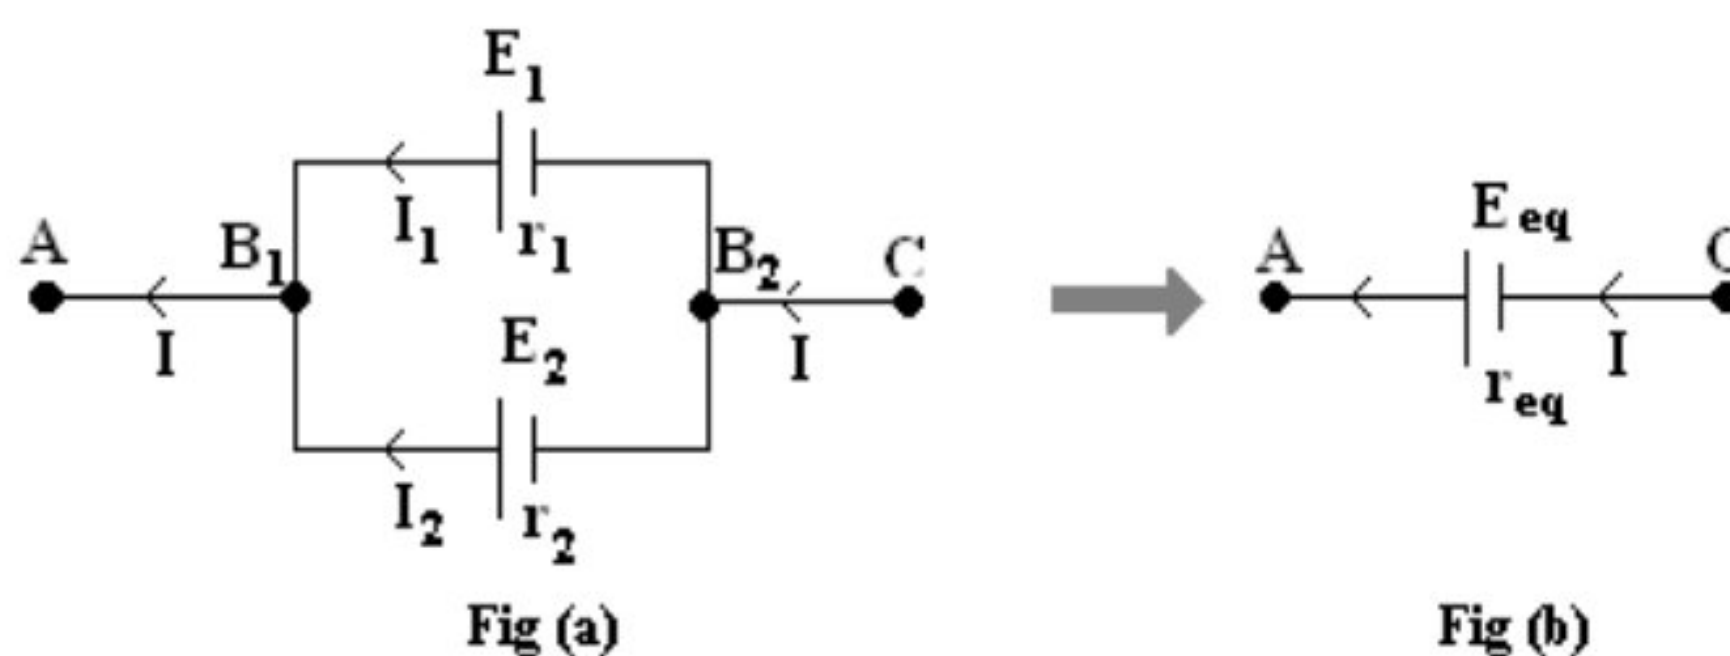 E₁
I₁
r₁
A
B₁
B₂
C
I
E₂
I
I₂
r₂
Fig (a)
E eq
A
C
I
r eq
Fig (b)